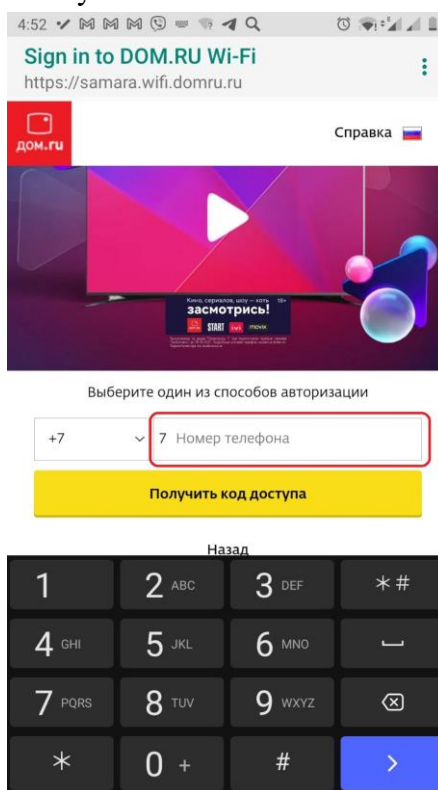 4:52
Sign in to DOM.RU Wi-Fi
https://samara.wifi.domru.ru
ДОМ.ru
Справка
Кино, сериалов, шоу — хоть 18+
засмотрись!
START ivi movix
Выберите один из способов авторизации
+7 7 Номер телефона
Получить код доступа
Назад
1 2 ABC 3 DEF *#
4 GHI 5 JKL 6 MNO
7 PQRS 8 TUV 9 WXYZ
* 0 + #